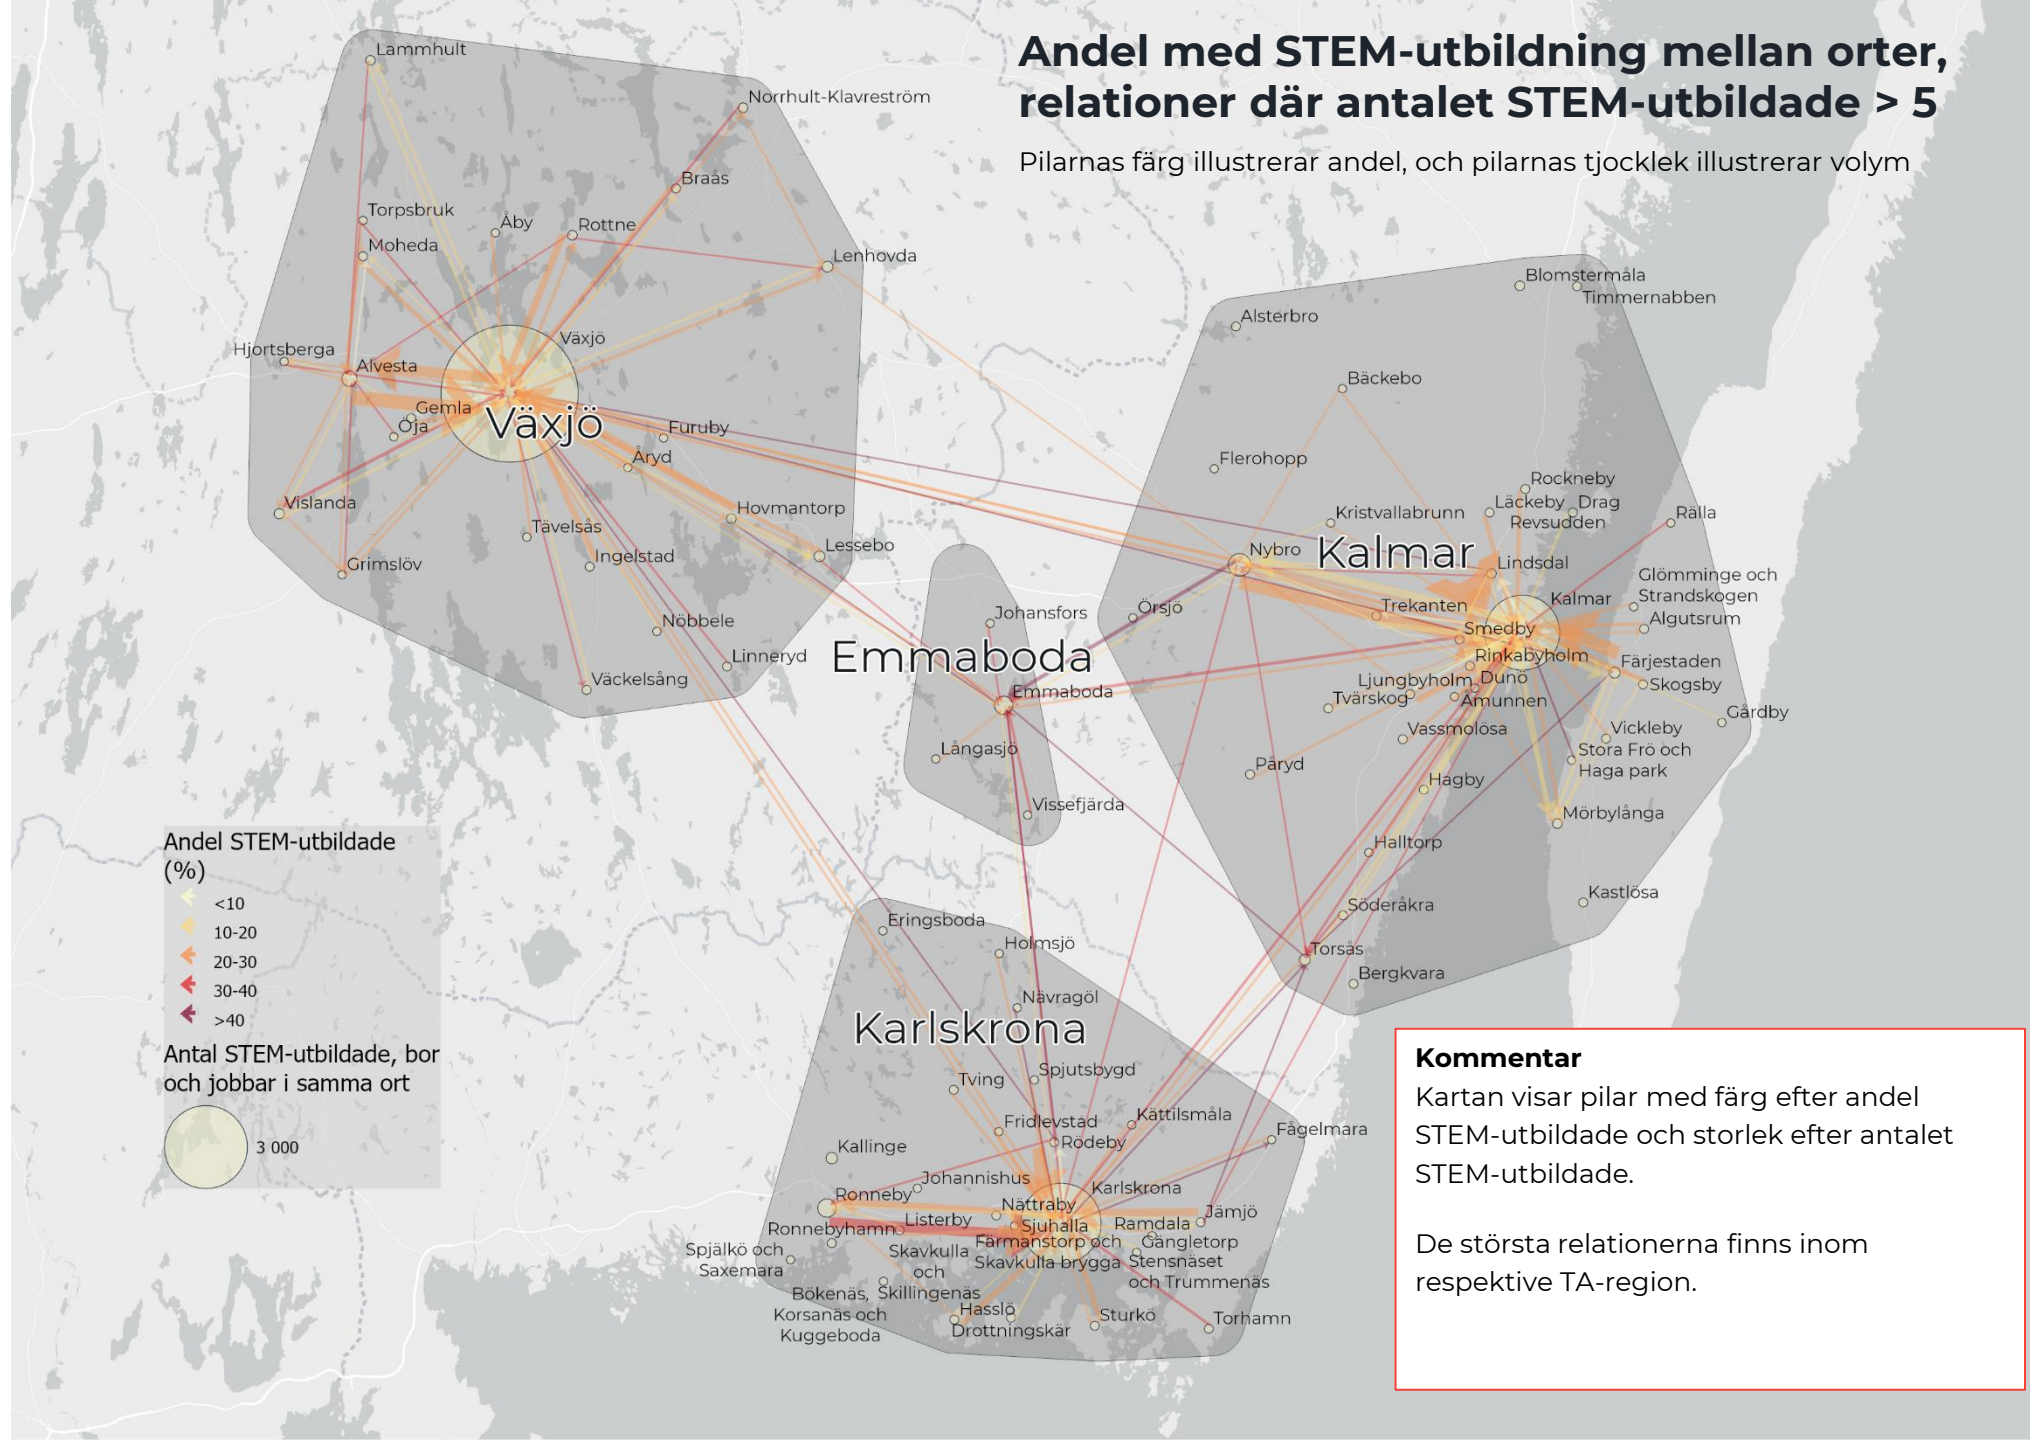 Andel med STEM-utbildning mellan orter,
relationer där antalet STEM-utbildade > 5
Pilarnas färg illustrerar andel, och pilarnas tjocklek illustrerar volym
Lammhult
Norrhult-Klavreström
Braås
Torpsbruk
Åby
Rottne
Moheda
Lenhovda
Växjö
Hjortsberga
Alvesta
Gemla
Öja
Växjö
Furuby
Åryd
Vislanda
Hovmantorp
Tävelsås
Lessebo
Ingelstad
Grimslöv
Nöbbele
Linneryd
Väckelsång
Blomstermåla
Timmernabben
Alsterbro
Bäckebo
Flerohopp
Rockneby
Läckeby
Drag
Revsudden
Kristvallabrunn
Rälla
Nybro
Kalmar
Lindsdal
Glömminge och
Strandskogen
Kalmar
Trekanten
Algutsrum
Örsjö
Smedby
Rinkabyholm
Färjestaden
Ljungbyholm
Dunö
Skogsby
Tvärskog
Åmunnen
Gårdby
Vassmolösa
Vickleby
Stora Frö och
Haga park
Påryd
Hagby
Mörbylånga
Halltorp
Kastlösa
Söderåkra
Torsås
Bergkvara
Johansfors
Emmaboda
Emmaboda
Långasjö
Vissefjärda
Eringsboda
Holmsjö
Nävragöl
Karlskrona
Spjutsbygd
Tving
Kättilsmåla
Fridlevstad
Rödeby
Fågelmara
Kallinge
Johannishus
Karlskrona
Ronneby
Nättraby
Jämjö
Ronnebyhamn
Listerby
Sjuhalla
Ramdala
Färmanstorp och
Skavkulla brygga
Gängletorp
Spjälkö och
Saxemara
Skavkulla
och
Skillingenäs
Stensnäset
och Trummenäs
Bökenäs,
Korsanäs och
Kuggeboda
Hasslö
Drottningskär
Sturkö
Torhamn
Andel STEM-utbildade
(%)
<10
10-20
20-30
30-40
>40
Antal STEM-utbildade, bor
och jobbar i samma ort
3 000
Kommentar
Kartan visar pilar med färg efter andel
STEM-utbildade och storlek efter antalet
STEM-utbildade.
De största relationerna finns inom
respektive TA-region.